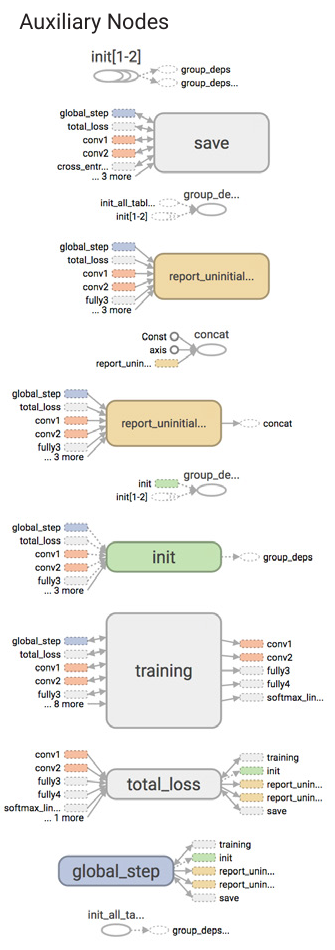 Auxiliary Nodes
init[1-2]
group_deps
group_deps...
global_step
total_loss
conv1
conv2
cross_entr...
... 3 more
save
group_de...
init_all_tabl...
init[1-2]
global_step
total_loss
conv1
conv2
fully3
... 3 more
report_uninitial...
concat
Const
axis
report_unin...
global_step
total_loss
conv1
conv2
fully3
... 3 more
report_uninitial...
concat
group_de...
init
init[1-2]
global_step
total_loss
conv1
conv2
fully3
... 3 more
init
group_deps
global_step
total_loss
conv1
conv2
fully3
... 8 more
training
conv1
conv2
fully3
fully4
softmax_lin...
conv1
conv2
fully3
fully4
softmax_lin...
... 1 more
total_loss
training
init
report_unin...
report_unin...
save
global_step
training
init
report_unin...
report_unin...
save
init_all_ta...
group_deps...